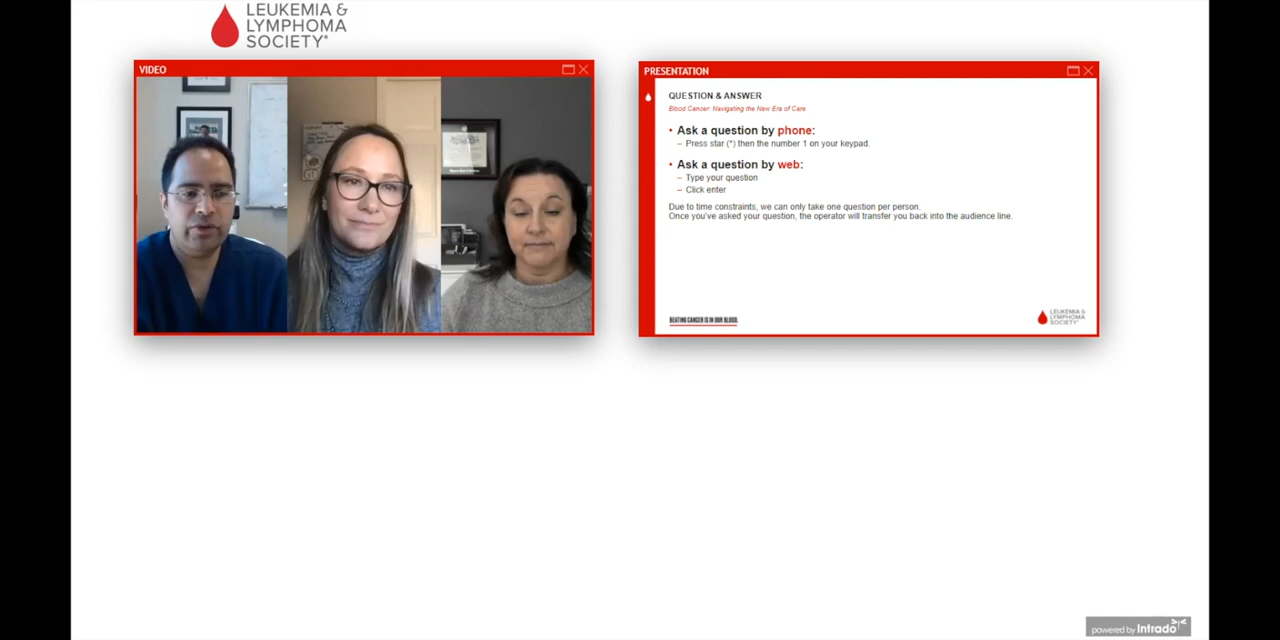 LEUKEMIA &
LYMPHOMA
SOCIETY®
VIDEO
PRESENTATION
QUESTION & ANSWER
Blood Cancer: Navigating the New Era of Care
• Ask a question by phone:
– Press star (*) then the number 1 on your keypad.
• Ask a question by web:
– Type your question
– Click enter
Due to time constraints, we can only take one question per person.
Once you've asked your question, the operator will transfer you back into the audience line.
BEATING CANCER IS IN OUR BLOOD.
LEUKEMIA &
LYMPHOMA
SOCIETY®
powered by Intrado